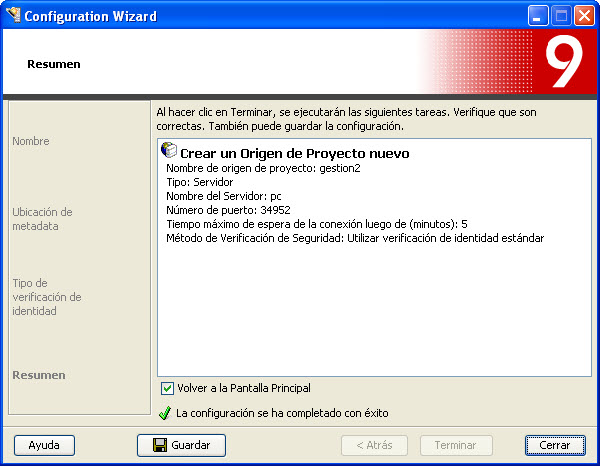 Configuration Wizard
Resumen
9
Nombre
Ubicación de
metadata
Tipo de
verificación de
identidad
Resumen
Al hacer clic en Terminar, se ejecutarán las siguientes tareas. Verifique que son
correctas. También puede guardar la configuración.
Crear un Origen de Proyecto nuevo
Nombre de origen de proyecto: gestion2
Tipo: Servidor
Nombre del Servidor: pc
Número de puerto: 34952
Tiempo máximo de espera de la conexión luego de (minutos): 5
Método de Verificación de Seguridad: Utilizar verificación de identidad estándar
Volver a la Pantalla Principal
La configuración se ha completado con éxito
Ayuda
Guardar
< Atrás
Terminar
Cerrar